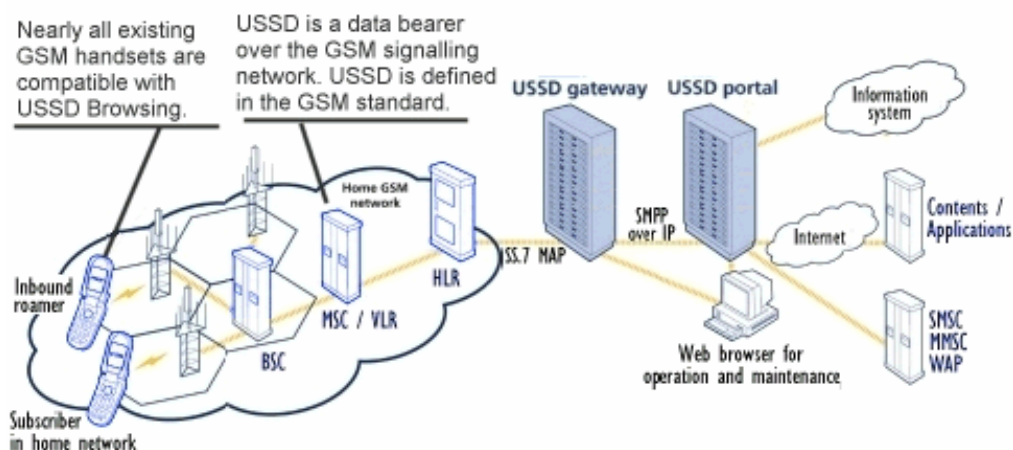 Nearly all existing
GSM handsets are
compatible with
USSD Browsing.
USSD is a data bearer
over the GSM signalling
network. USSD is defined
in the GSM standard.
USSD gateway
USSD portal
Information
system
Home GSM
network
Contents /
Applications
SMPP
over IP
Internet
SS.7 MAP
HLR
Inbound
roamer
MSC / VLR
BSC
SMSC
MMSC
WAP
Web browser for
operation and maintenance
Subscriber
in home network